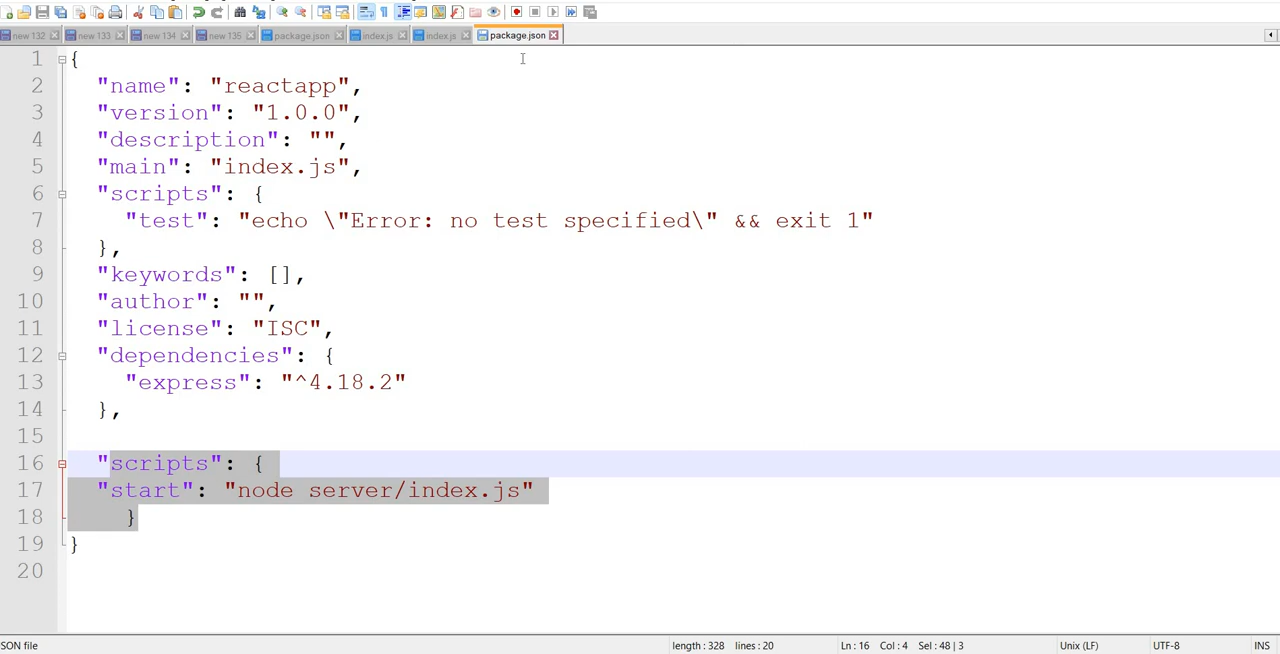 new 132 new 133 new 134 new 135 package.json index.js index.js package.json
1 {
2 "name": "reactapp",
3 "version": "1.0.0",
4 "description": "",
5 "main": "index.js",
6 "scripts": {
7 "test": "echo \"Error: no test specified\" && exit 1"
8 },
9 "keywords": [],
10 "author": "",
11 "license": "ISC",
12 "dependencies": {
13 "express": "^4.18.2"
14 },
15
16 "scripts": {
17 "start": "node server/index.js"
18 }
19 }
20
SON file length : 328 lines : 20 Ln : 16 Col : 4 Sel : 48 | 3 Unix (LF) UTF-8 INS